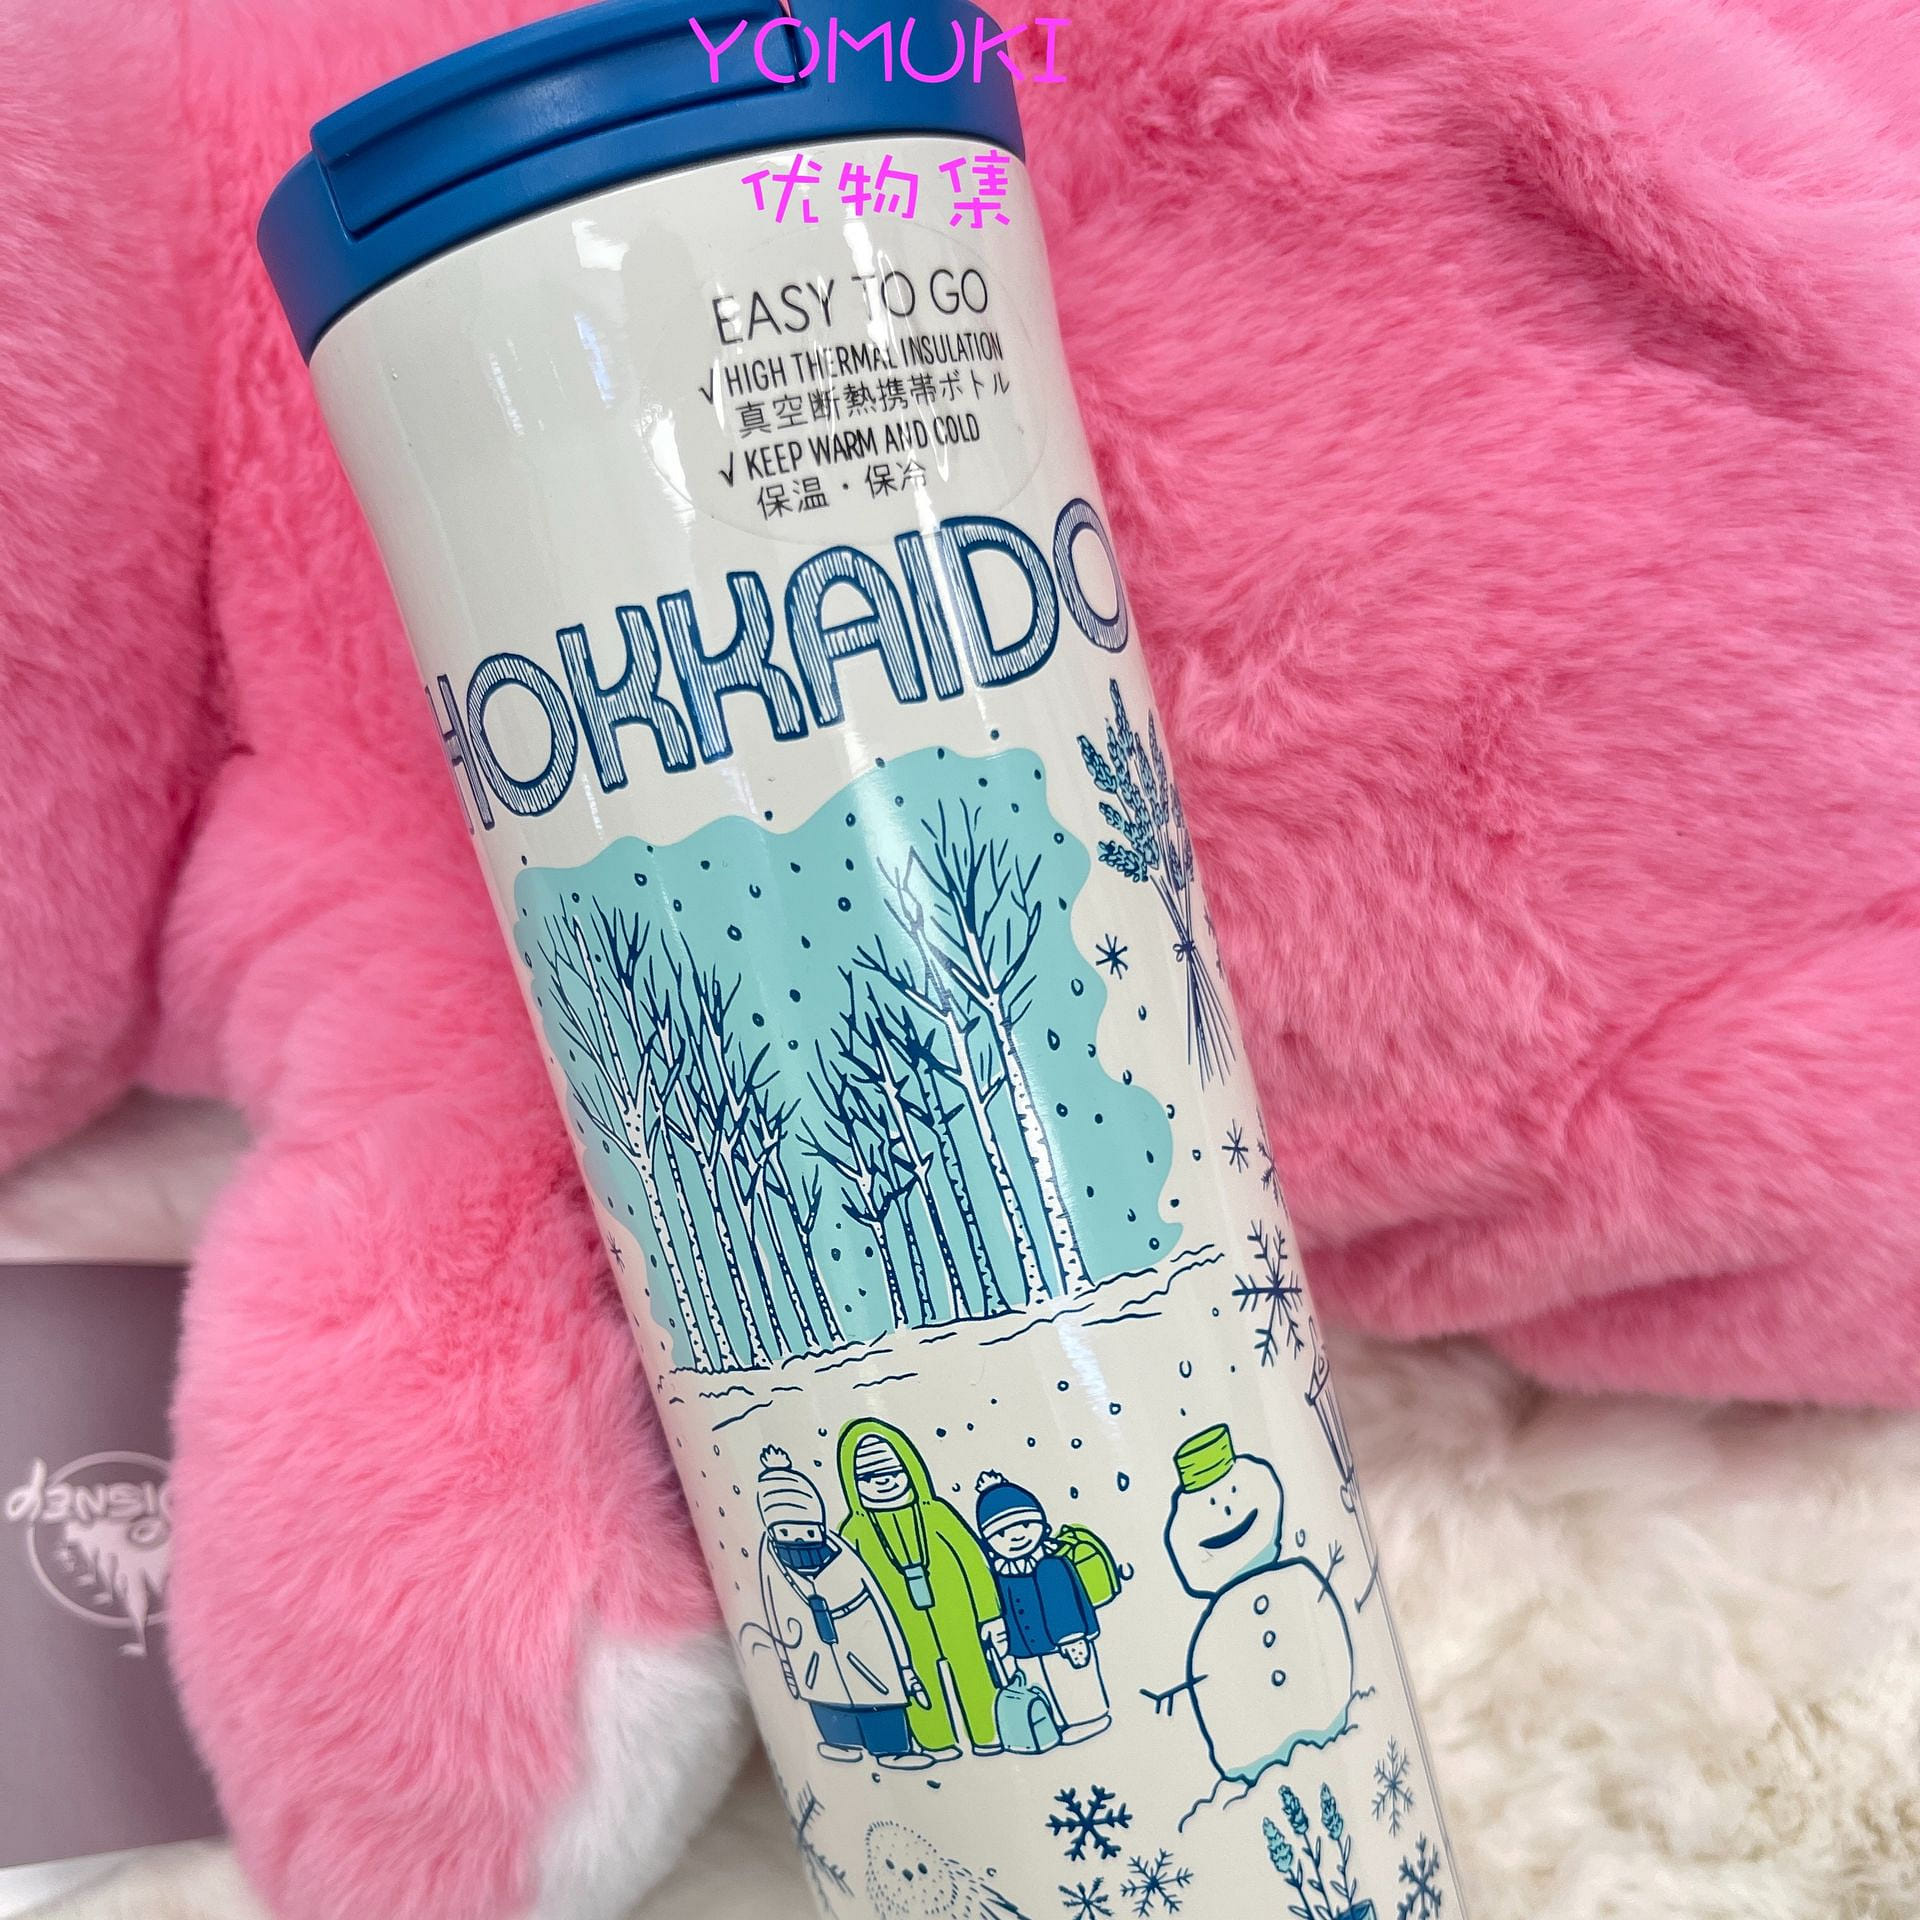 YOMUKI
优物集
EASY TO GO
√ HIGH THERMAL INSULATION
真空断熱携帯ボトル
√ KEEP WARM AND COLD
保温・保冷
HOKKAIDO